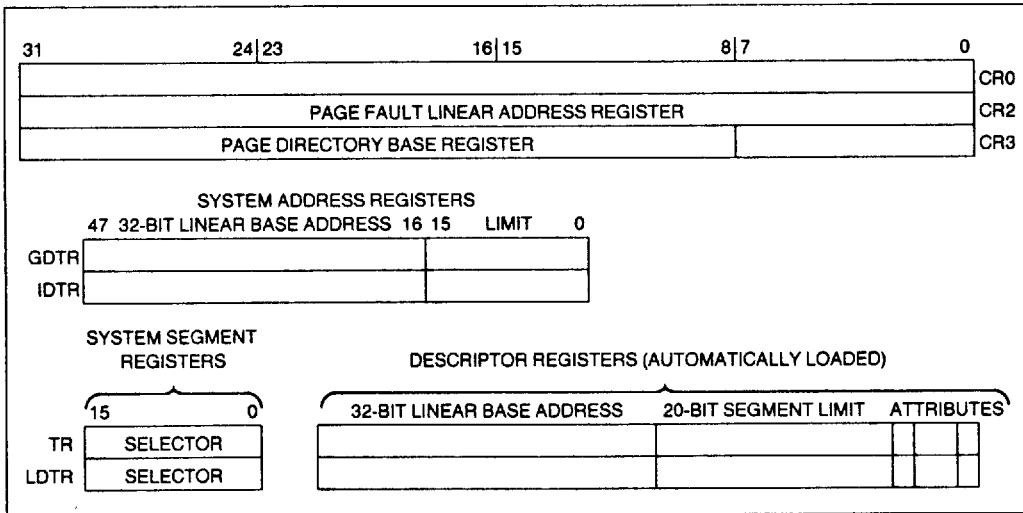 31 24 23 16 15 8 7 0
CR0
PAGE FAULT LINEAR ADDRESS REGISTER CR2
PAGE DIRECTORY BASE REGISTER CR3
SYSTEM ADDRESS REGISTERS
47 32-BIT LINEAR BASE ADDRESS 16 15 LIMIT 0
GDTR
IDTR
SYSTEM SEGMENT
REGISTERS
DESCRIPTOR REGISTERS (AUTOMATICALLY LOADED)
15 0 32-BIT LINEAR BASE ADDRESS 20-BIT SEGMENT LIMIT ATTRIBUTES
TR SELECTOR
LDTR SELECTOR